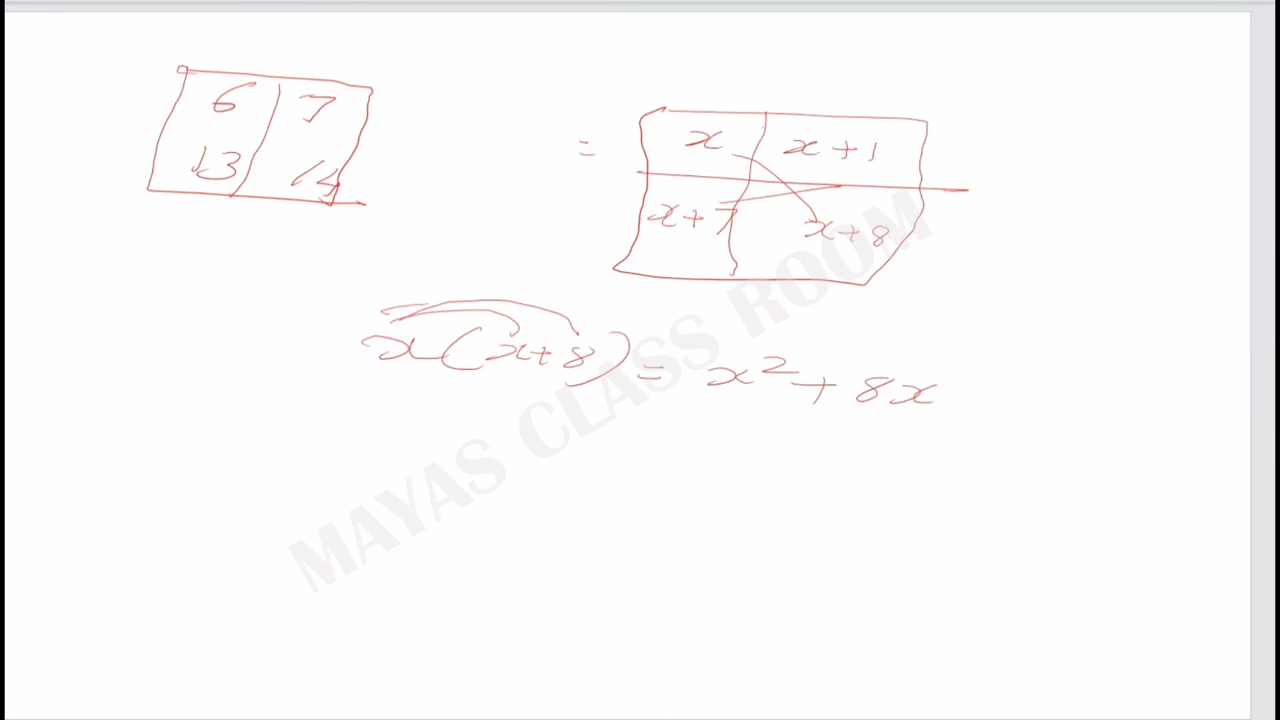 6 7
13 14
= x x+1
x+7 x+8
x(x+8) = x² + 8x
MAYAS CLASS ROOM